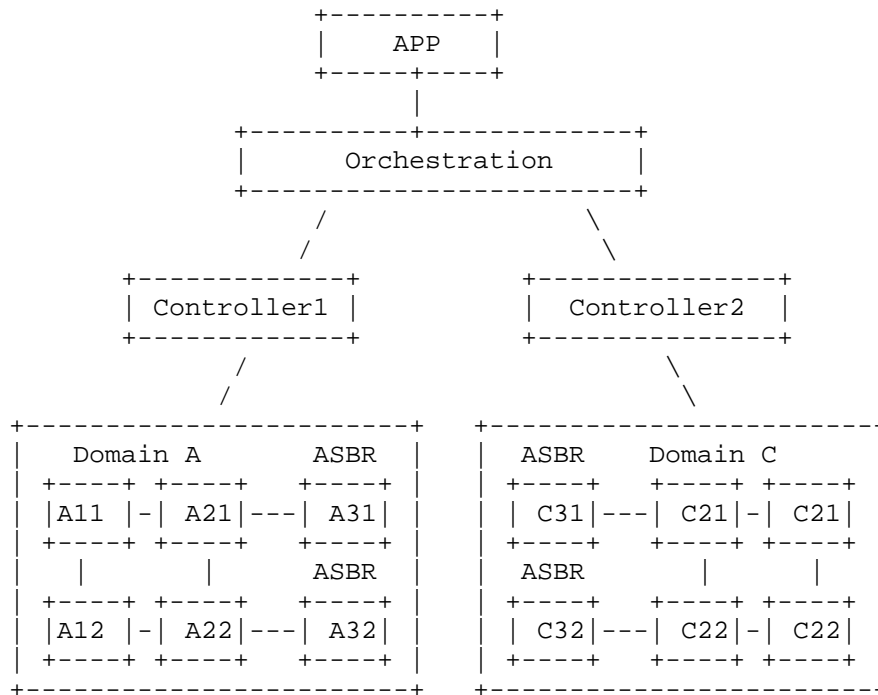 APP
Orchestration
Controller1 Controller2
Domain A ASBR ASBR Domain C
A11 A21 A31 C31 C21 C21
ASBR ASBR
A12 A22 A32 C32 C22 C22